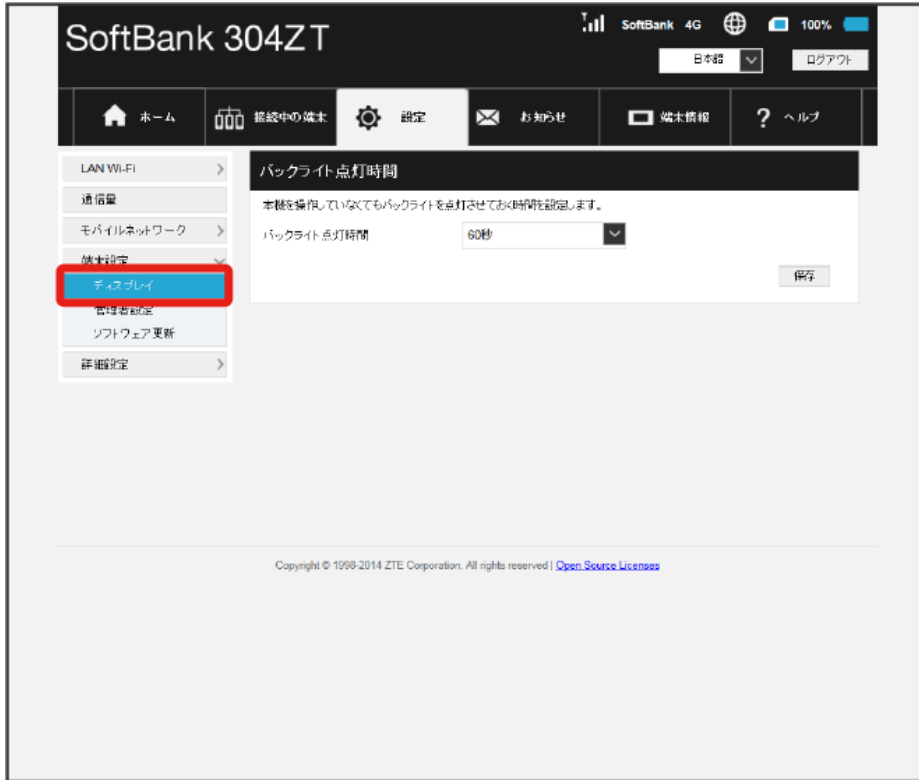 SoftBank 304ZT
SoftBank 4G 100%
日本語 ログアウト
ホーム 接続中の端末 設定 お知らせ 端末情報 ? ヘルプ
LAN Wi-Fi
通信量
モバイルネットワーク
端末設定
ディスプレイ
管理者設定
ソフトウェア更新
詳細設定
バックライト点灯時間
本機を操作していなくてもバックライトを点灯させておく時間を設定します。
バックライト点灯時間 60秒
保存
Copyright © 1998-2014 ZTE Corporation. All rights reserved | Open Source Licenses